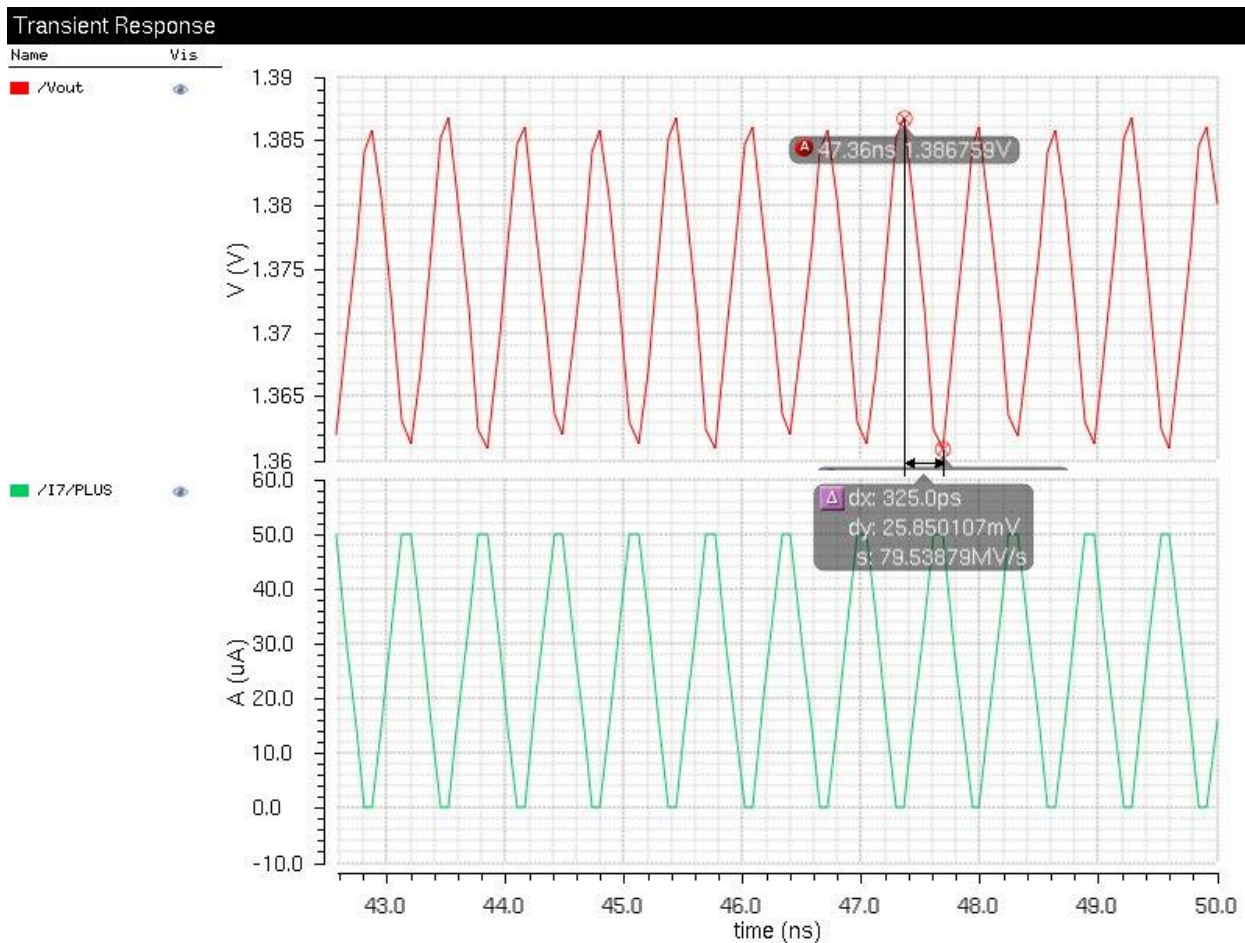 Transient Response
Name Vis
/Vout
1.39
1.385
1.38
1.375
1.37
1.365
1.36
V (V)
A 47.36ns 1.386759V
/I7/PLUS
60.0
50.0
40.0
30.0
20.0
10.0
0.0
-10.0
A (uA)
Δ dx: 325.0ps
dy: 25.850107mV
s: 79.53879MV/s
43.0 44.0 45.0 46.0 47.0 48.0 49.0 50.0
time (ns)